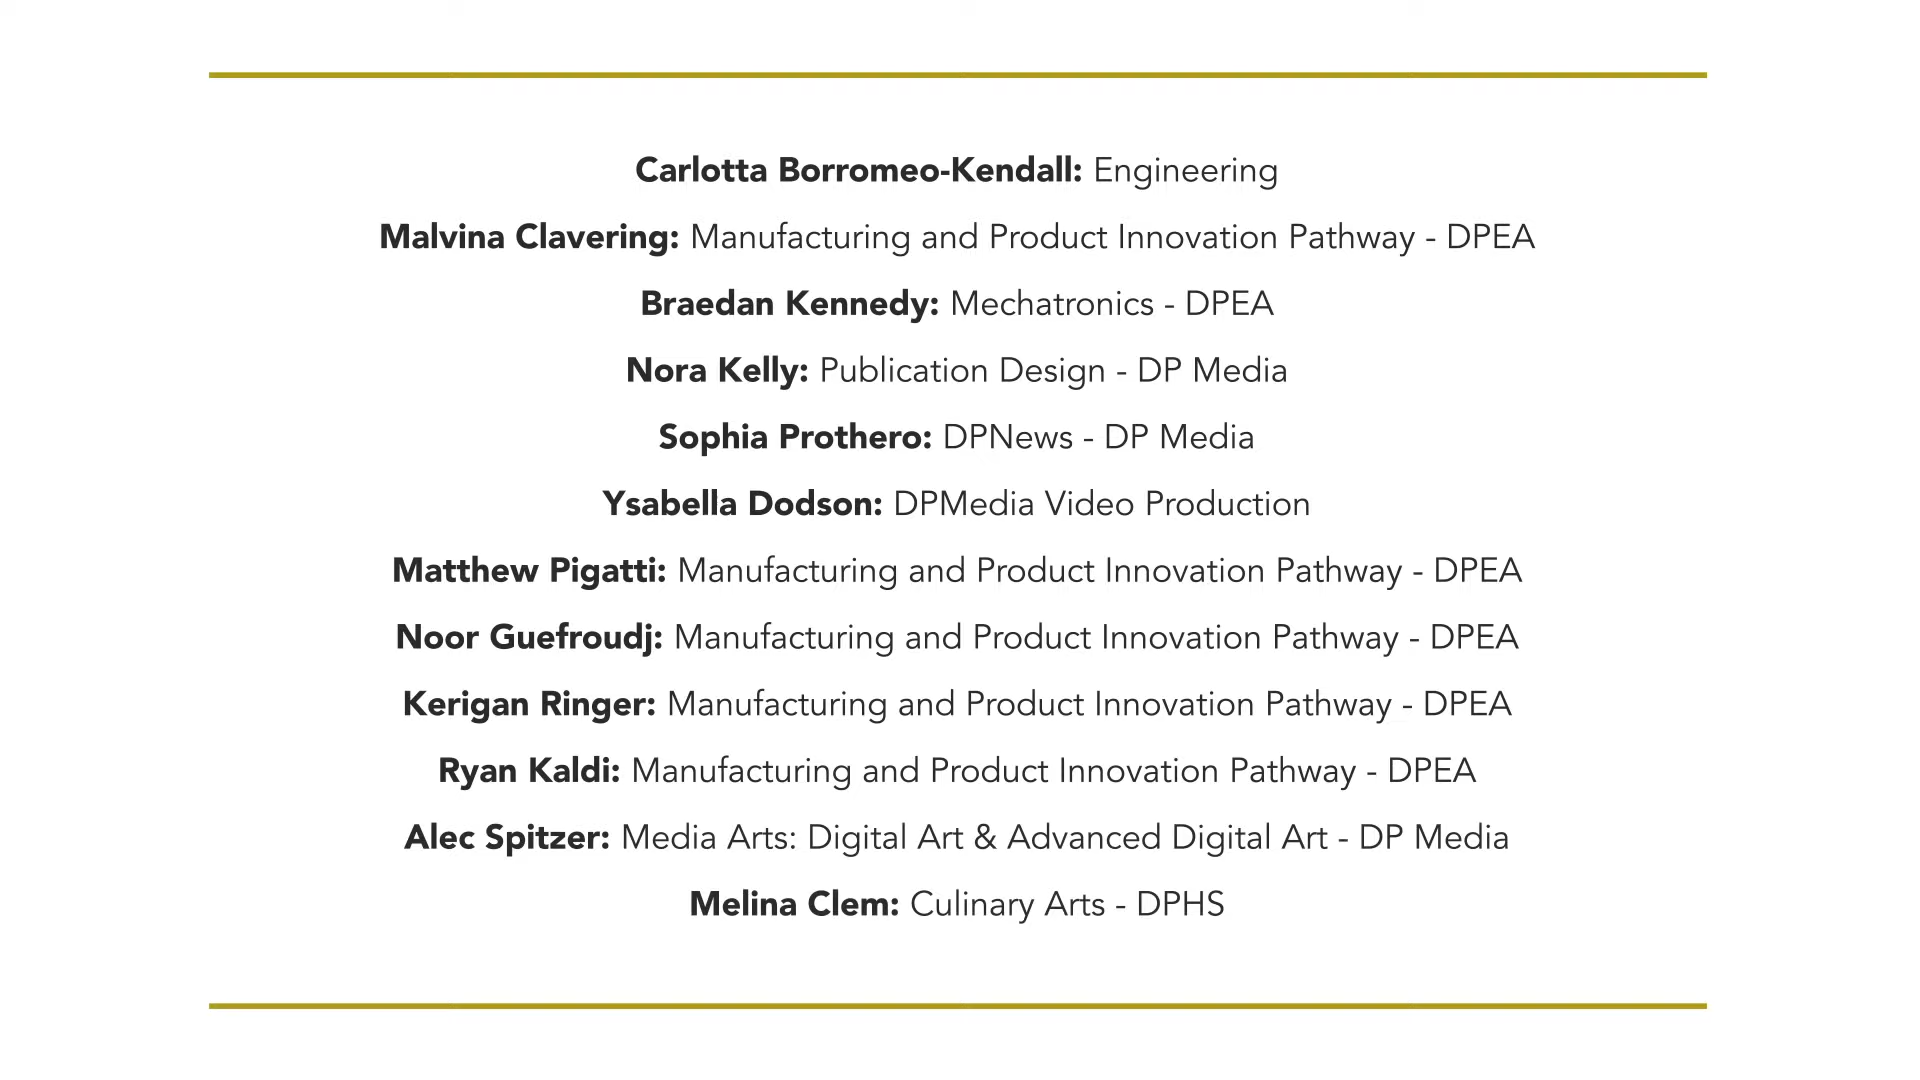 Carlotta Borromeo-Kendall: Engineering
Malvina Clavering: Manufacturing and Product Innovation Pathway - DPEA
Braedan Kennedy: Mechatronics - DPEA
Nora Kelly: Publication Design - DP Media
Sophia Prothero: DPNews - DP Media
Ysabella Dodson: DPMedia Video Production
Matthew Pigatti: Manufacturing and Product Innovation Pathway - DPEA
Noor Guefroudj: Manufacturing and Product Innovation Pathway - DPEA
Kerigan Ringer: Manufacturing and Product Innovation Pathway - DPEA
Ryan Kaldi: Manufacturing and Product Innovation Pathway - DPEA
Alec Spitzer: Media Arts: Digital Art & Advanced Digital Art - DP Media
Melina Clem: Culinary Arts - DPHS